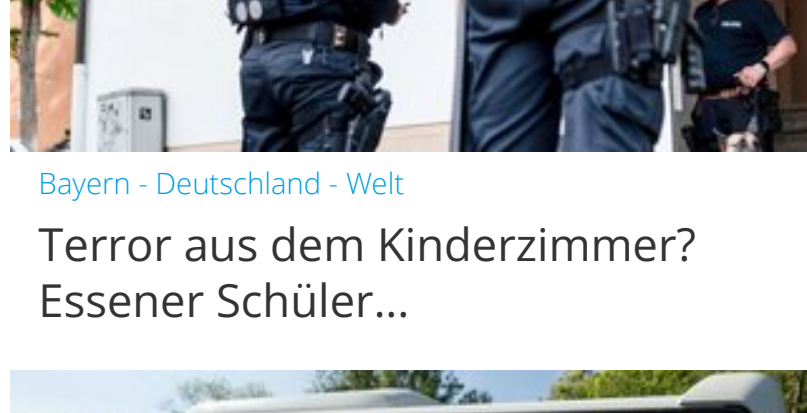 Bayern - Deutschland - Welt
Terror aus dem Kinderzimmer?
Essener Schüler...